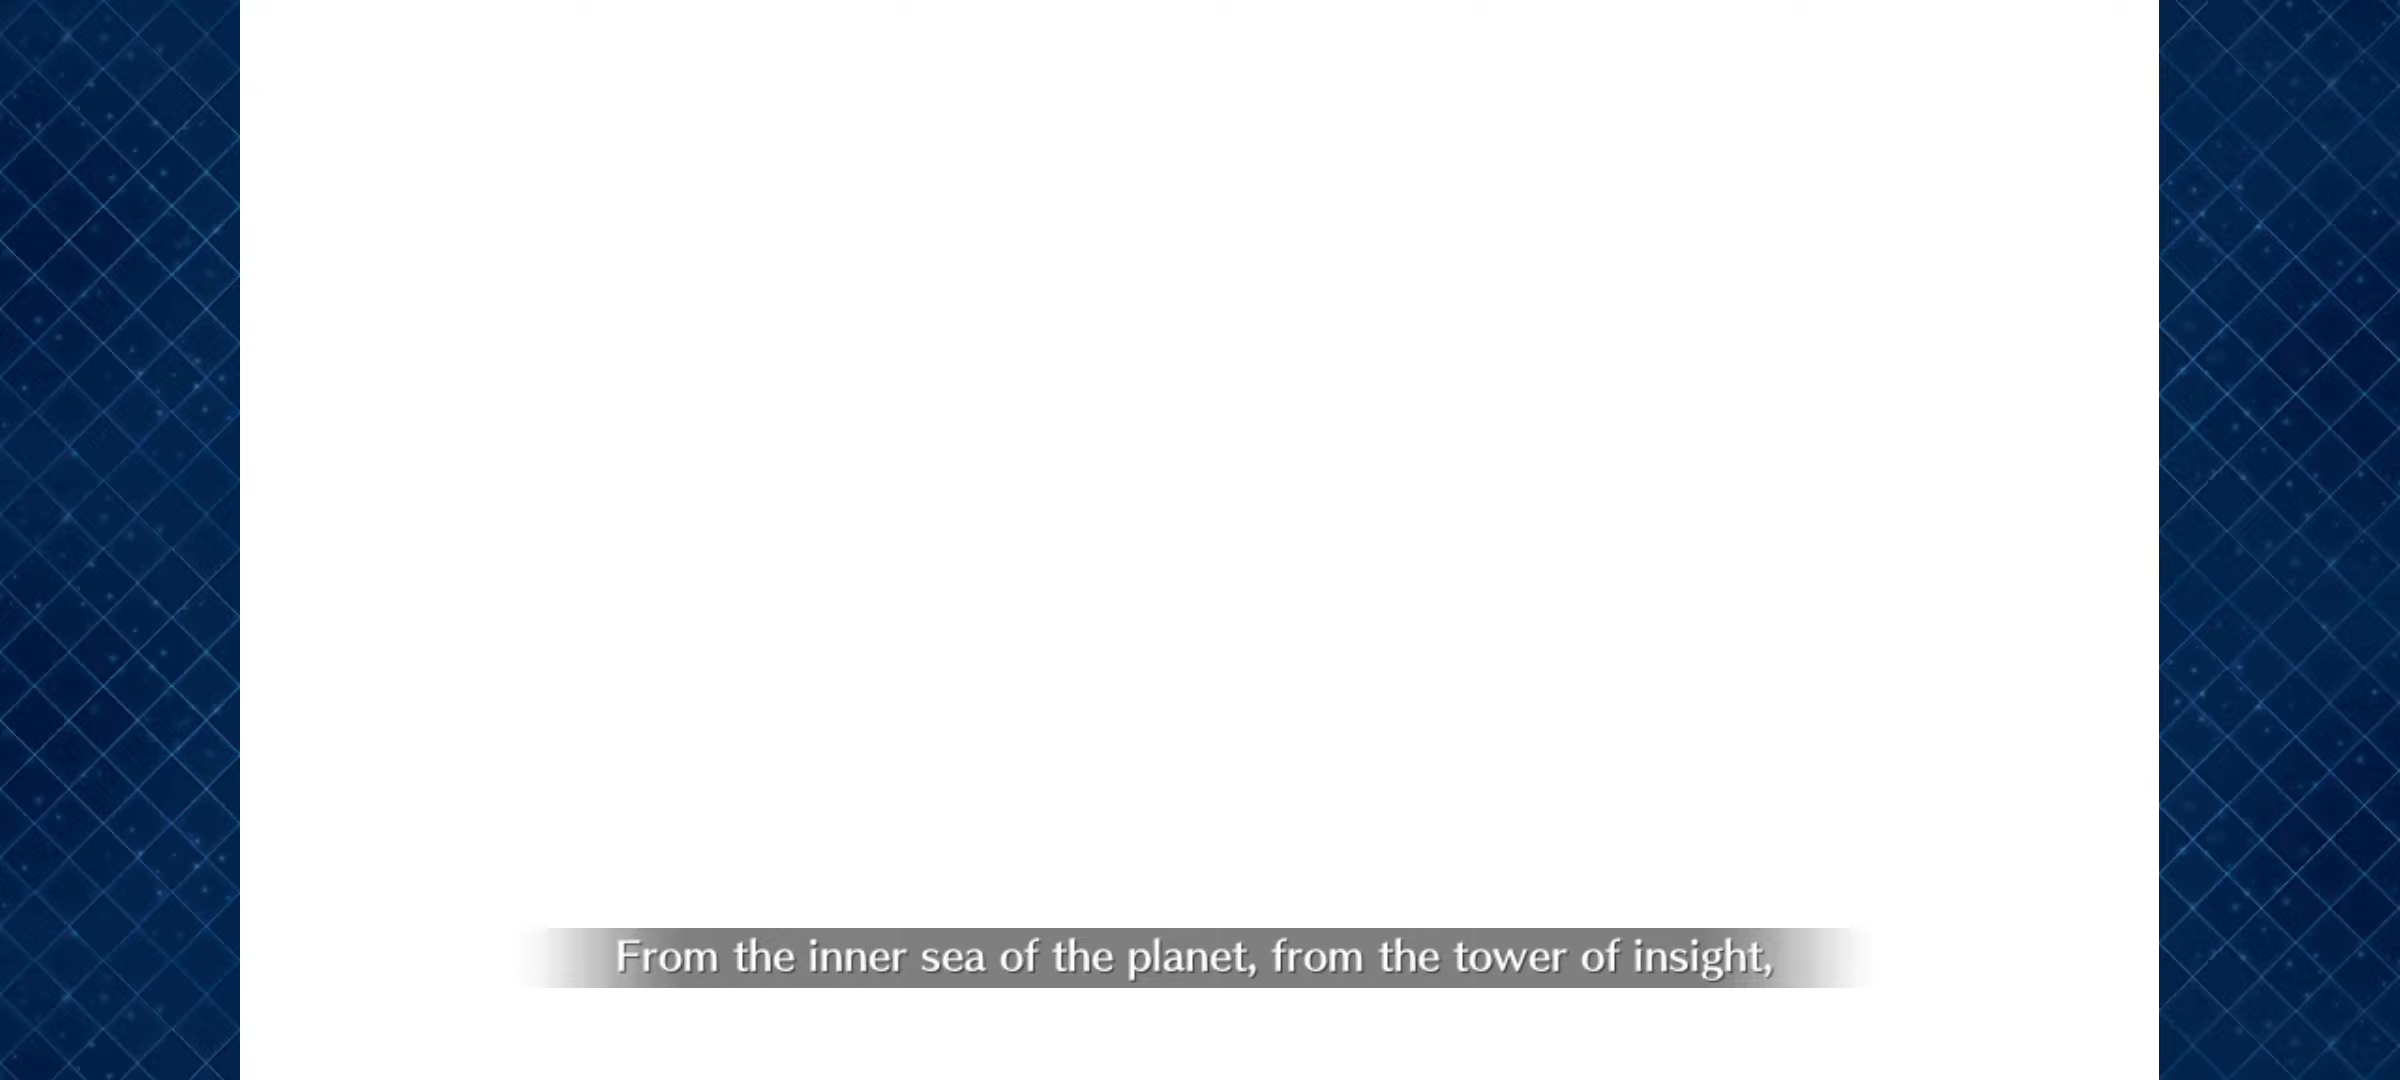 From the inner sea of the planet, from the tower of insight,